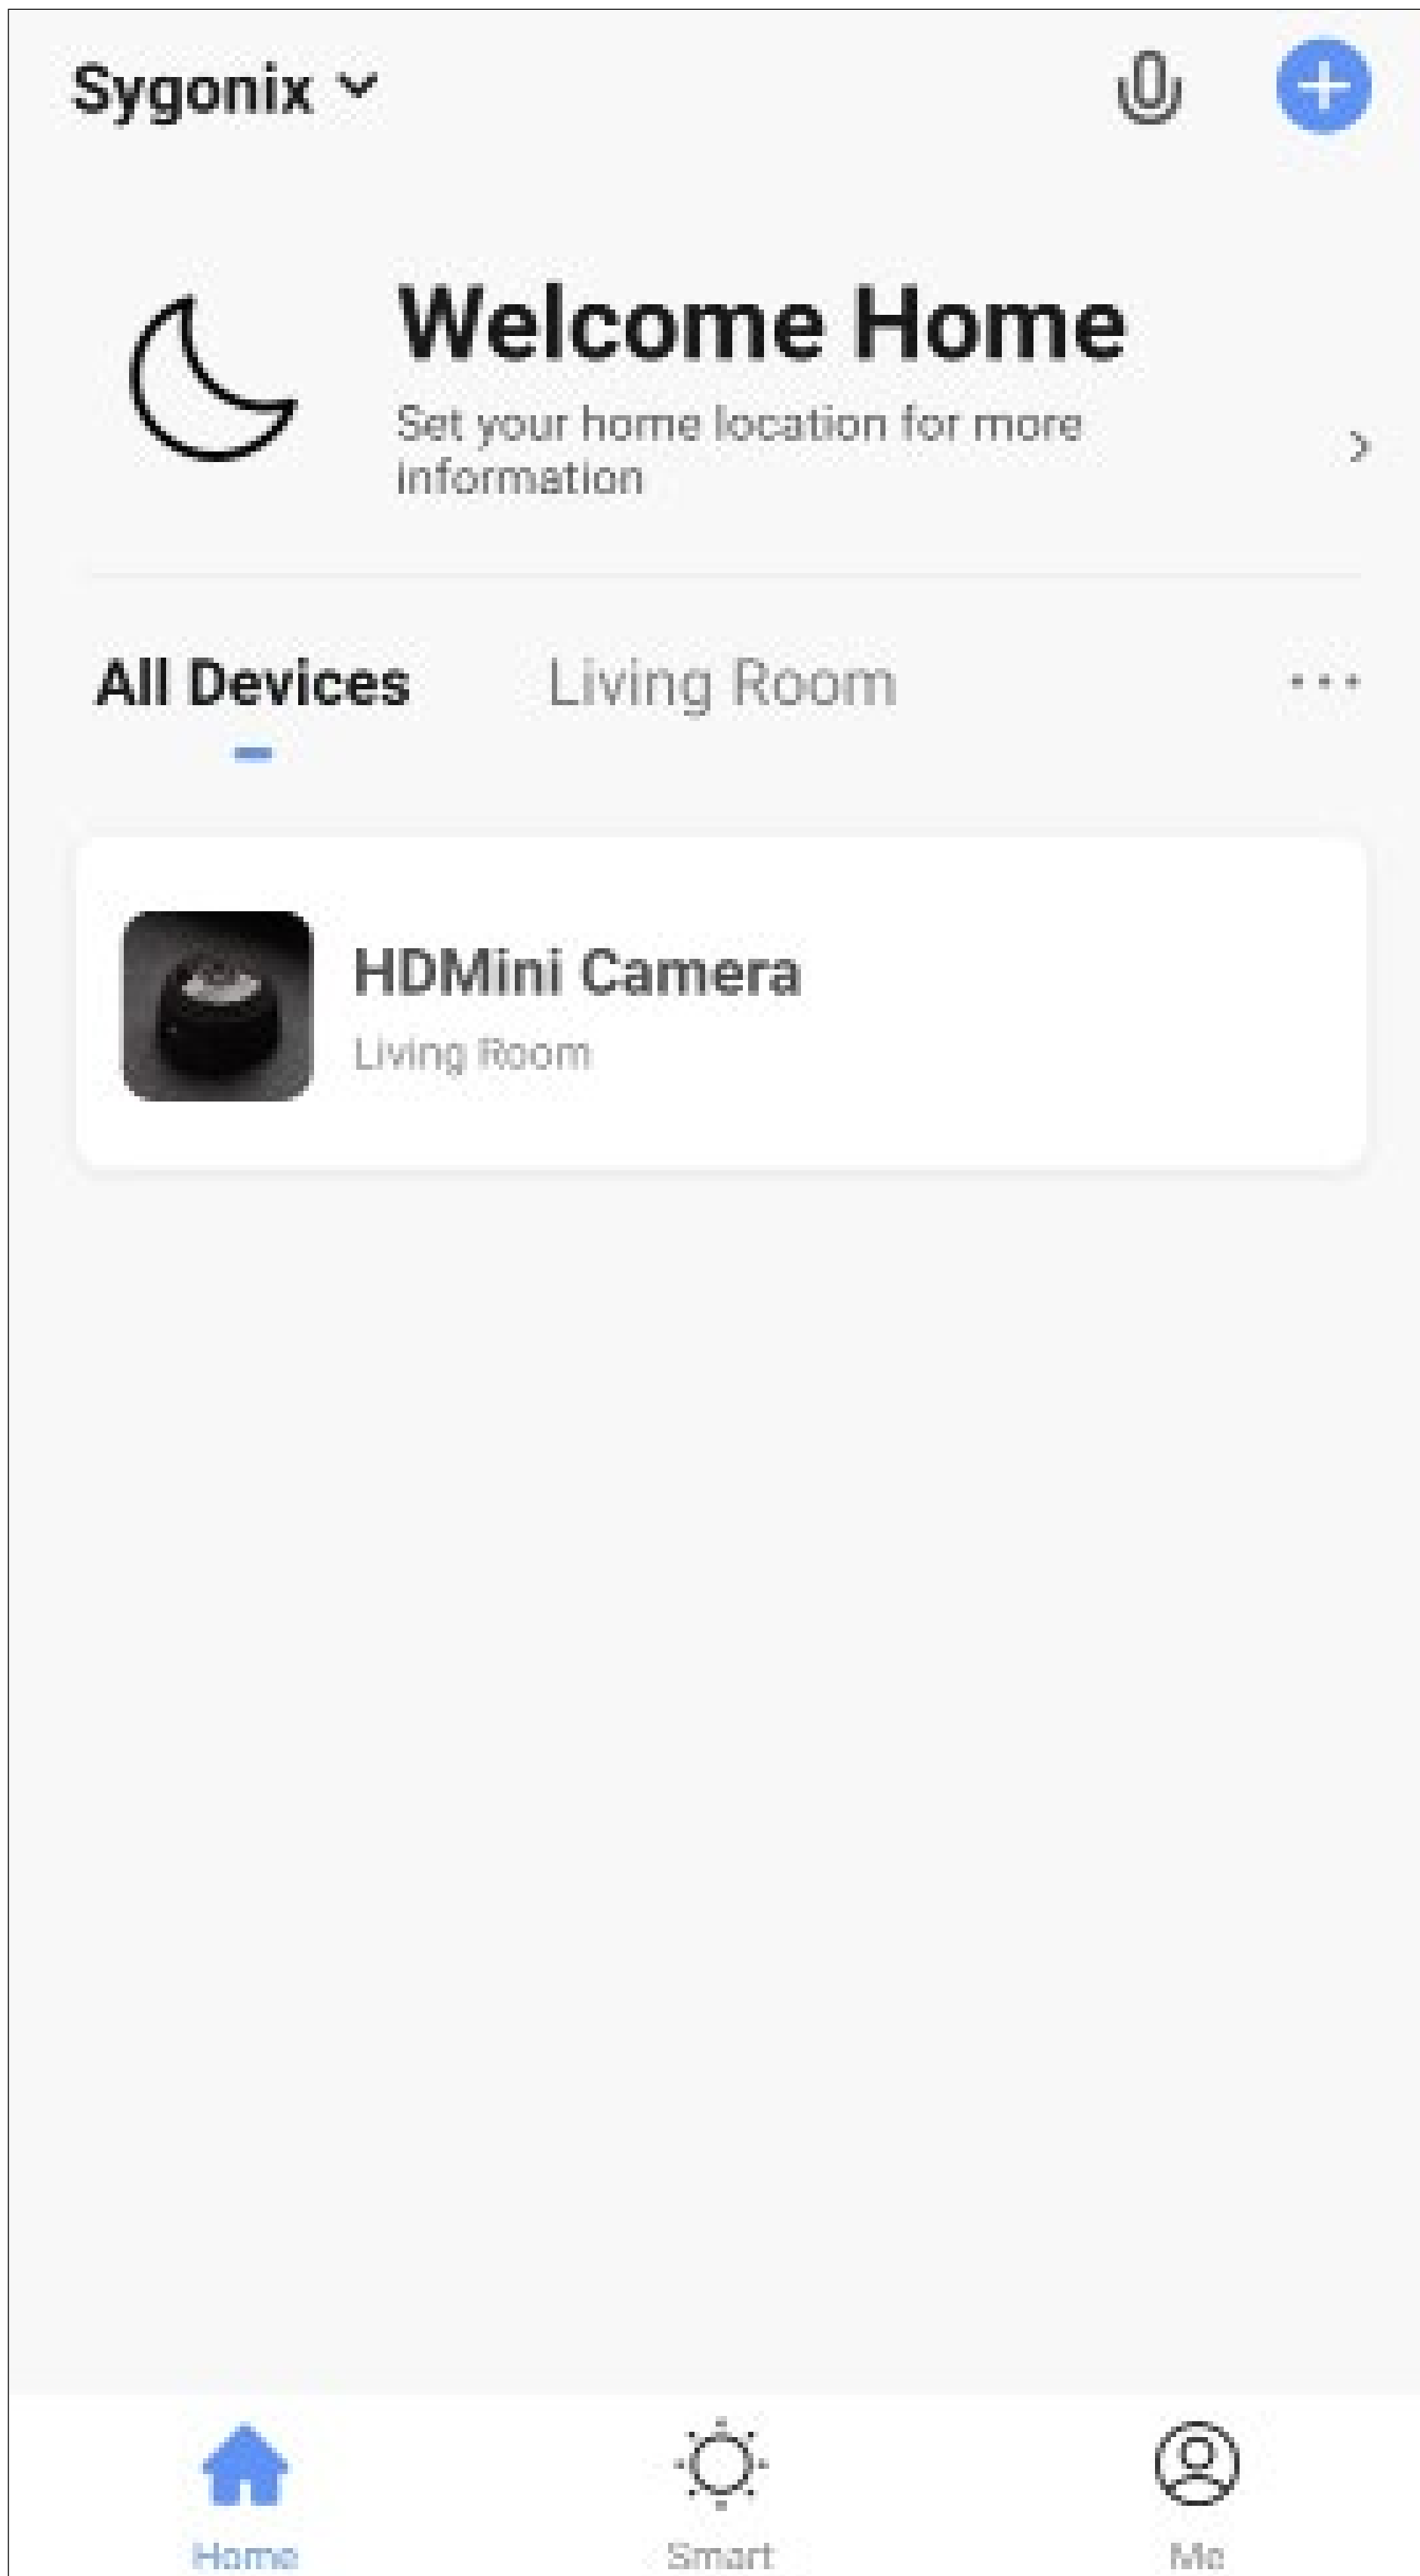 Sygonix
Welcome Home
Set your home location for more
information
All Devices
Living Room
HDMini Camera
Living Room
Home
Smart
Me